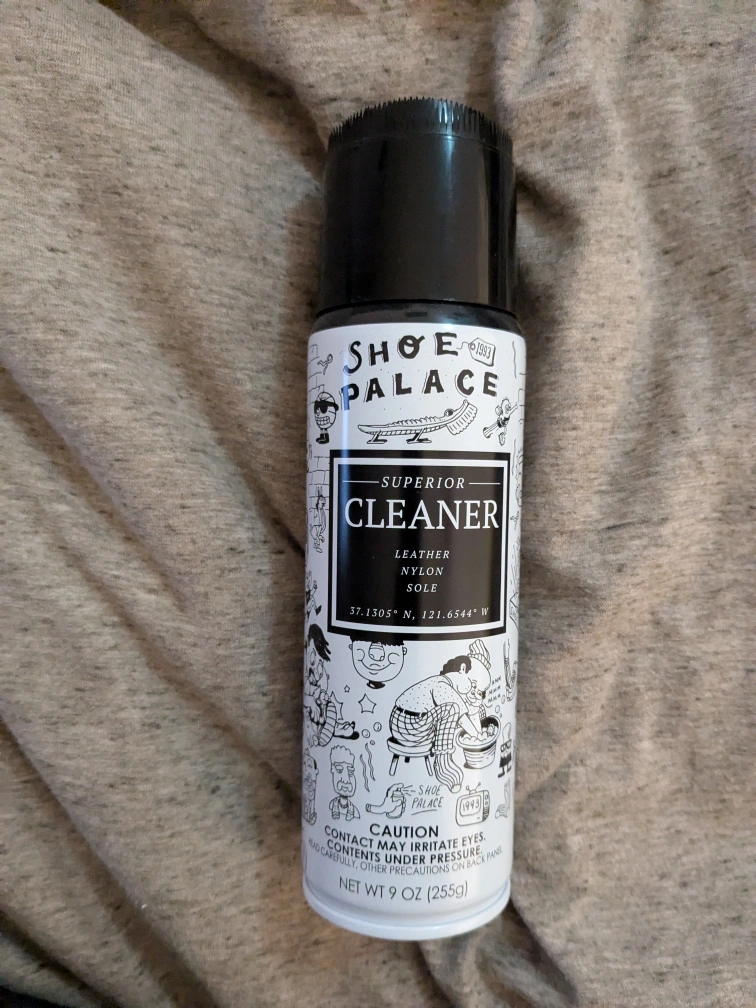 SHOE 1993
PALACE
SUPERIOR
CLEANER
LEATHER
NYLON
SOLE
37.1305° N, 121.6544° W
SHOE
PALACE
1993
CAUTION
CONTACT MAY IRRITATE EYES.
CONTENTS UNDER PRESSURE.
READ CAREFULLY, OTHER PRECAUTIONS ON BACK PANEL
NET WT 9 OZ (255g)